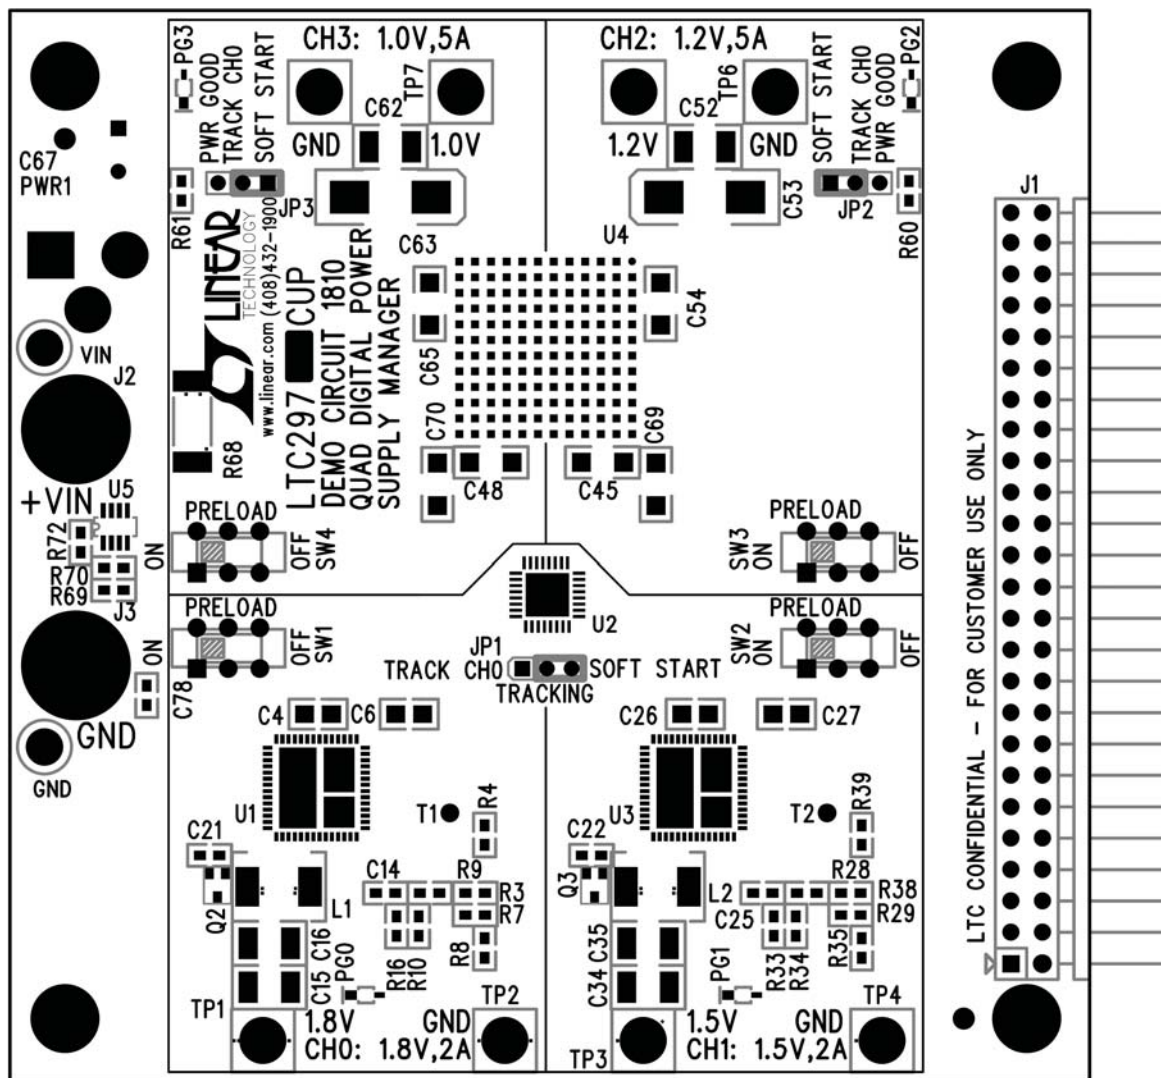 PG3
CH3: 1.0V,5A
CH2: 1.2V,5A
PG2
PWR GOOD
TRACK CH0
SOFT START
TP7
C62
GND
1.0V
C52
TP6
1.2V
GND
SOFT START
TRACK CH0
PWR GOOD
C67
PWR1
R61
JP3
C53
JP2
R60
J1
LINEAR
TECHNOLOGY
www.linear.com (408)432-1900
LTC297 CUP
DEMO CIRCUIT 1810
QUAD DIGITAL POWER
SUPPLY MANAGER
C63
U4
C65
C54
VIN
J2
R68
C70
C69
C48
C45
+VIN
U5
R72
R70
R69
J3
PRELOAD
ON
OFF
SW4
PRELOAD
SW3
ON
OFF
U2
PRELOAD
ON
OFF
SW1
PRELOAD
SW2
ON
OFF
JP1
TRACK CH0
SOFT START
TRACKING
C78
GND
GND
C4
C6
C26
C27
U1
T1
R4
U3
T2
R39
C21
Q2
L1
C14
R9
R3
R7
R8
R16
R10
C16
C15
PG0
C22
Q3
L2
C25
R28
R38
R29
R35
R33
R34
C35
C34
PG1
TP1
1.8V
GND
TP2
CH0: 1.8V,2A
TP3
1.5V
GND
TP4
CH1: 1.5V,2A
LTC CONFIDENTIAL - FOR CUSTOMER USE ONLY